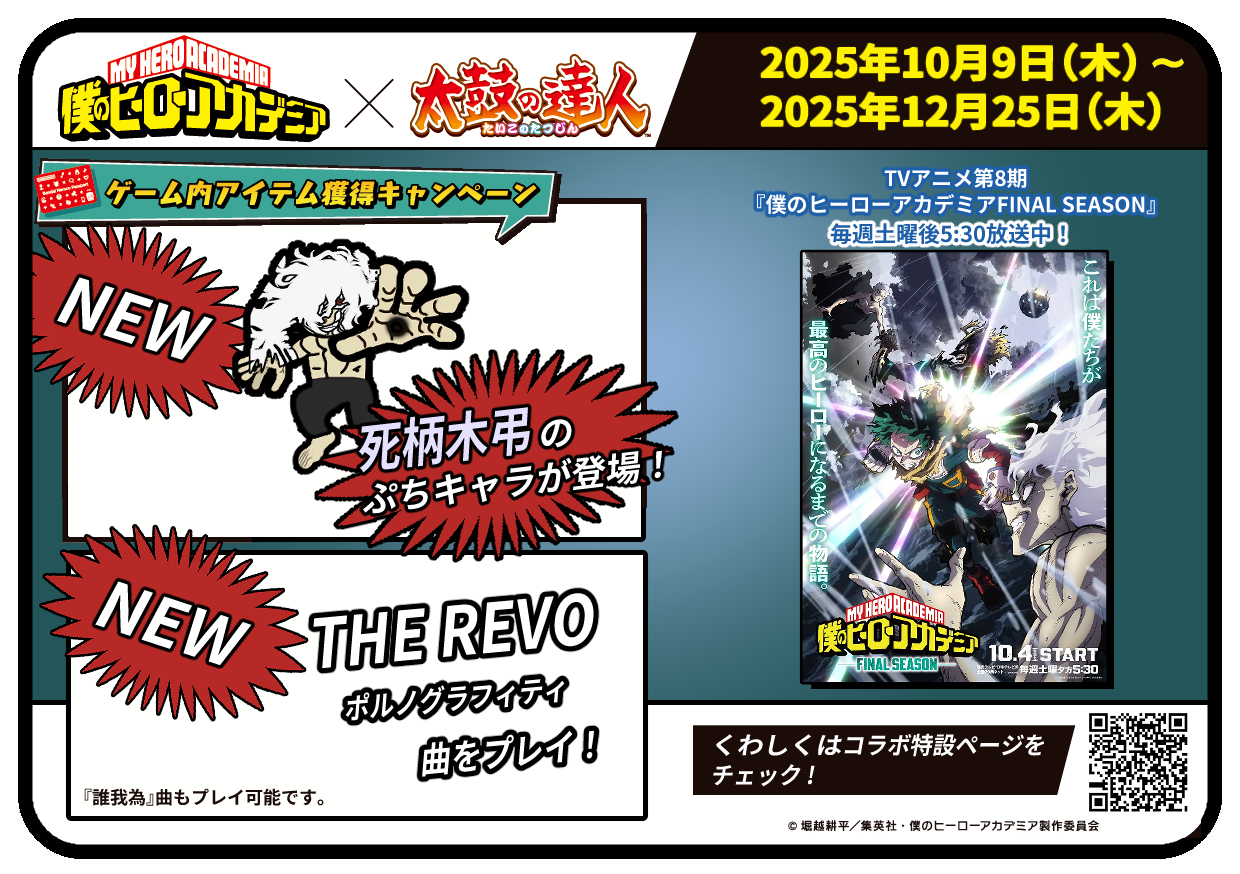 MY HERO ACADEMIA
僕のヒーローアカデミア
×
太鼓の達人
たいこのたつじん
TM
2025年10月9日(木)～
2025年12月25日(木)
ゲーム内アイテム獲得キャンペーン
NEW
死柄木弔の
ぷちキャラが登場！
NEW
THE REVO
ポルノグラフィティ
曲をプレイ！
『誰我為』曲もプレイ可能です。
TVアニメ第8期
『僕のヒーローアカデミアFINAL SEASON』
毎週土曜後5:30放送中！
これは僕たちが
最高のヒーローになるまでの物語。
MY HERO ACADEMIA
僕のヒーローアカデミア
FINAL SEASON
10.4 START
毎週土曜夕方5:30
くわしくはコラボ特設ページを
チェック！
© 堀越耕平／集英社・僕のヒーローアカデミア製作委員会